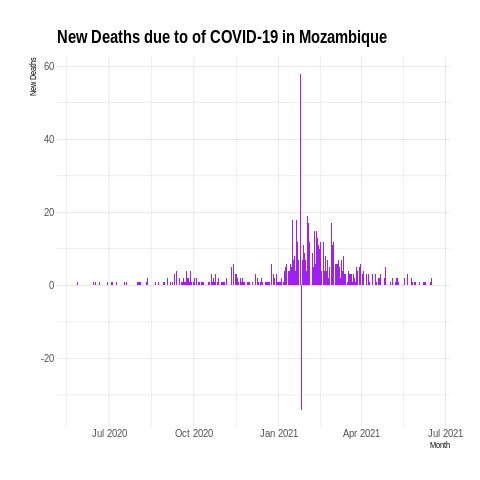 New Deaths due to of COVID-19 in Mozambique
New Deaths
60
40
20
0
-20
Jul 2020 Oct 2020 Jan 2021 Apr 2021 Jul 2021
Month